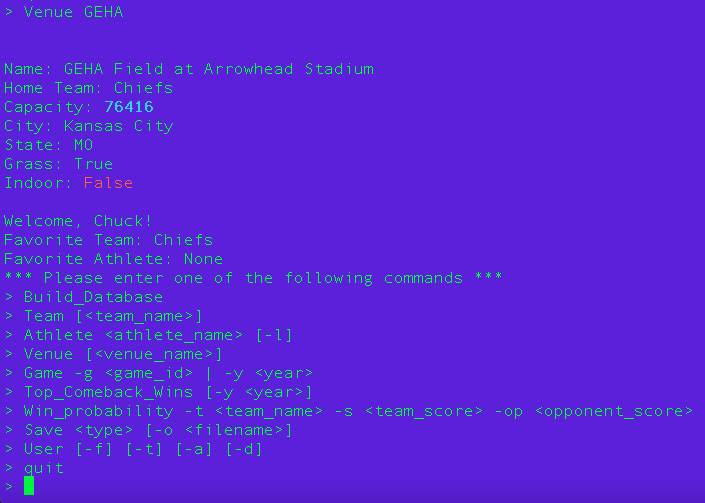 > Venue GEHA
Name: GEHA Field at Arrowhead Stadium
Home Team: Chiefs
Capacity: 76416
City: Kansas City
State: MO
Grass: True
Indoor: False
Welcome, Chuck!
Favorite Team: Chiefs
Favorite Athlete: None
*** Please enter one of the following commands ***
> Build_Database
> Team [<team_name>]
> Athlete <athlete_name> [-l]
> Venue [<venue_name>]
> Game -g <game_id> | -y <year>
> Top_Comeback_Wins [-y <year>]
> Win_probability -t <team_name> -s <team_score> -op <opponent_score>
> Save <type> [-o <filename>]
> User [-f] [-t] [-a] [-d]
> quit
>